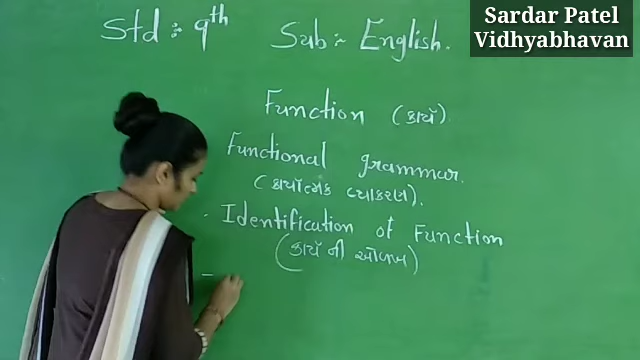 Sardar Patel
Vidhyabhavan
Std :- 9th Sub :- English.
Function (કાર્ય)
Functional grammar.
(કાર્યાત્મક વ્યાકરણ).
Identification of Function
(કાર્ય ની ઓળખ)